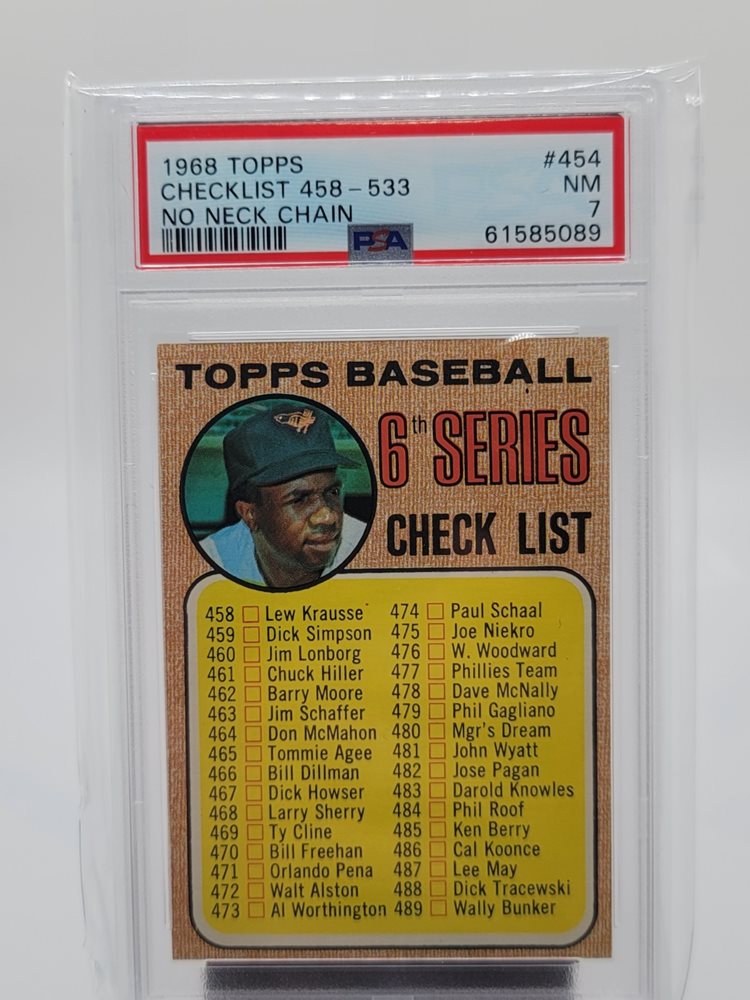 1968 TOPPS #454
CHECKLIST 458-533 NM
NO NECK CHAIN 7
PSA 61585089
TOPPS BASEBALL
6th SERIES
CHECK LIST
458 Lew Krausse
459 Dick Simpson
460 Jim Lonborg
461 Chuck Hiller
462 Barry Moore
463 Jim Schaffer
464 Don McMahon
465 Tommie Agee
466 Bill Dillman
467 Dick Howser
468 Larry Sherry
469 Ty Cline
470 Bill Freehan
471 Orlando Pena
472 Walt Alston
473 Al Worthington
474 Paul Schaal
475 Joe Niekro
476 W. Woodward
477 Phillies Team
478 Dave McNally
479 Phil Gagliano
480 Mgr's Dream
481 John Wyatt
482 Jose Pagan
483 Darold Knowles
484 Phil Roof
485 Ken Berry
486 Cal Koonce
487 Lee May
488 Dick Tracewski
489 Wally Bunker